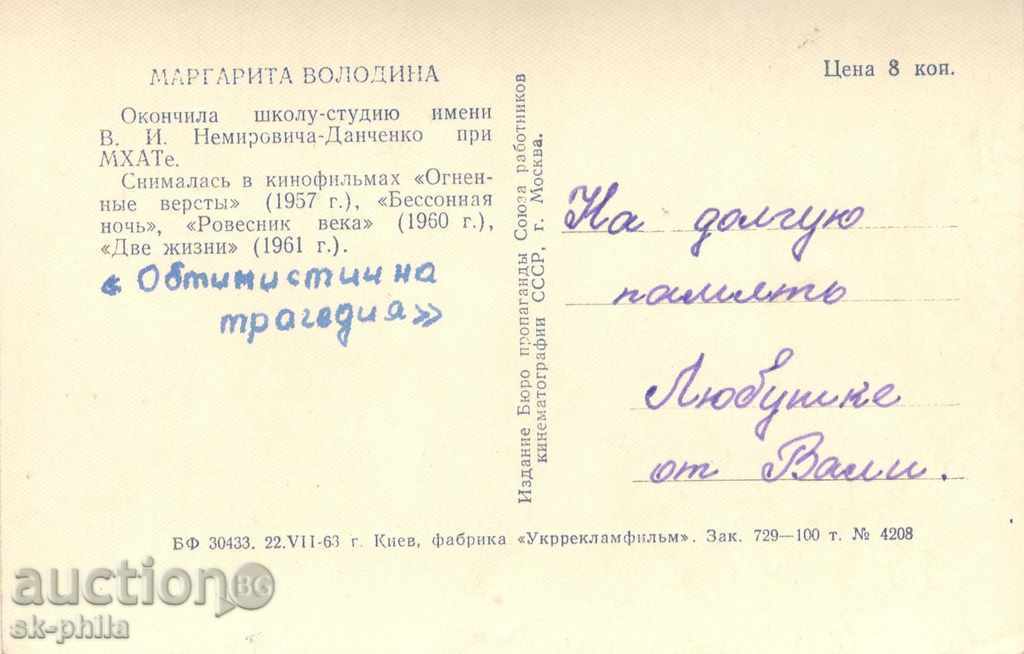 МАРГАРИТА ВОЛОДИНА
Окончила школу-студию имени
В. И. Немировича-Данченко при
МХАТе.
Снималась в кинофильмах «Огнен-
ные версты» (1957 г.), «Бессонная
ночь», «Ровесник века» (1960 г.),
«Две жизни» (1961 г.).
«Обтимистиина
трагедия»
Издание Бюро пропаганды Союза работников
кинематографии СССР, г. Москва.
Цена 8 коп.
На долгую
память
Любушке
от Вали.
БФ 30433. 22.VII-63 г. Киев, фабрика «Укррекламфильм». Зак. 729—100 т. № 4208
auction BG
sk-phila